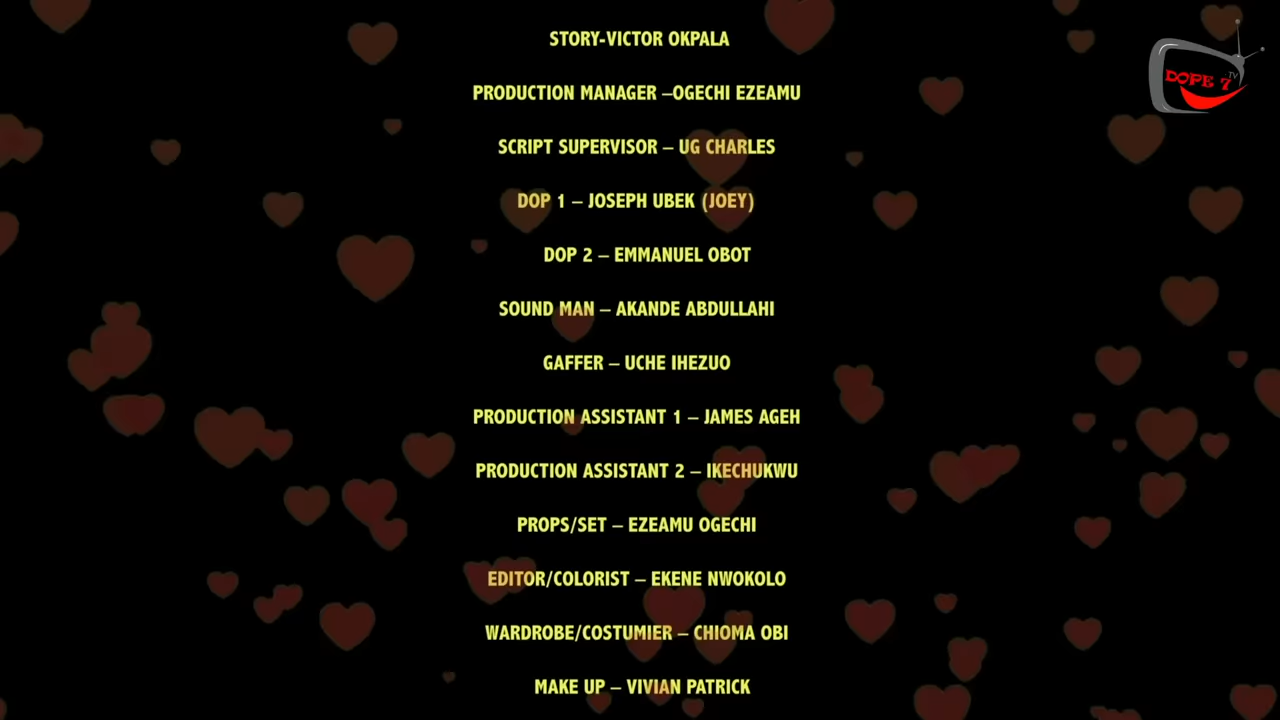 STORY-VICTOR OKPALA
DOPE 7 TV
PRODUCTION MANAGER –OGECHI EZEAMU
SCRIPT SUPERVISOR – UG CHARLES
DOP 1 – JOSEPH UBEK (JOEY)
DOP 2 – EMMANUEL OBOT
SOUND MAN – AKANDE ABDULLAHI
GAFFER – UCHE IHEZUO
PRODUCTION ASSISTANT 1 – JAMES AGEH
PRODUCTION ASSISTANT 2 – IKECHUKWU
PROPS/SET – EZEAMU OGECHI
EDITOR/COLORIST – EKENE NWOKOLO
WARDROBE/COSTUMIER – CHIOMA OBI
MAKE UP – VIVIAN PATRICK